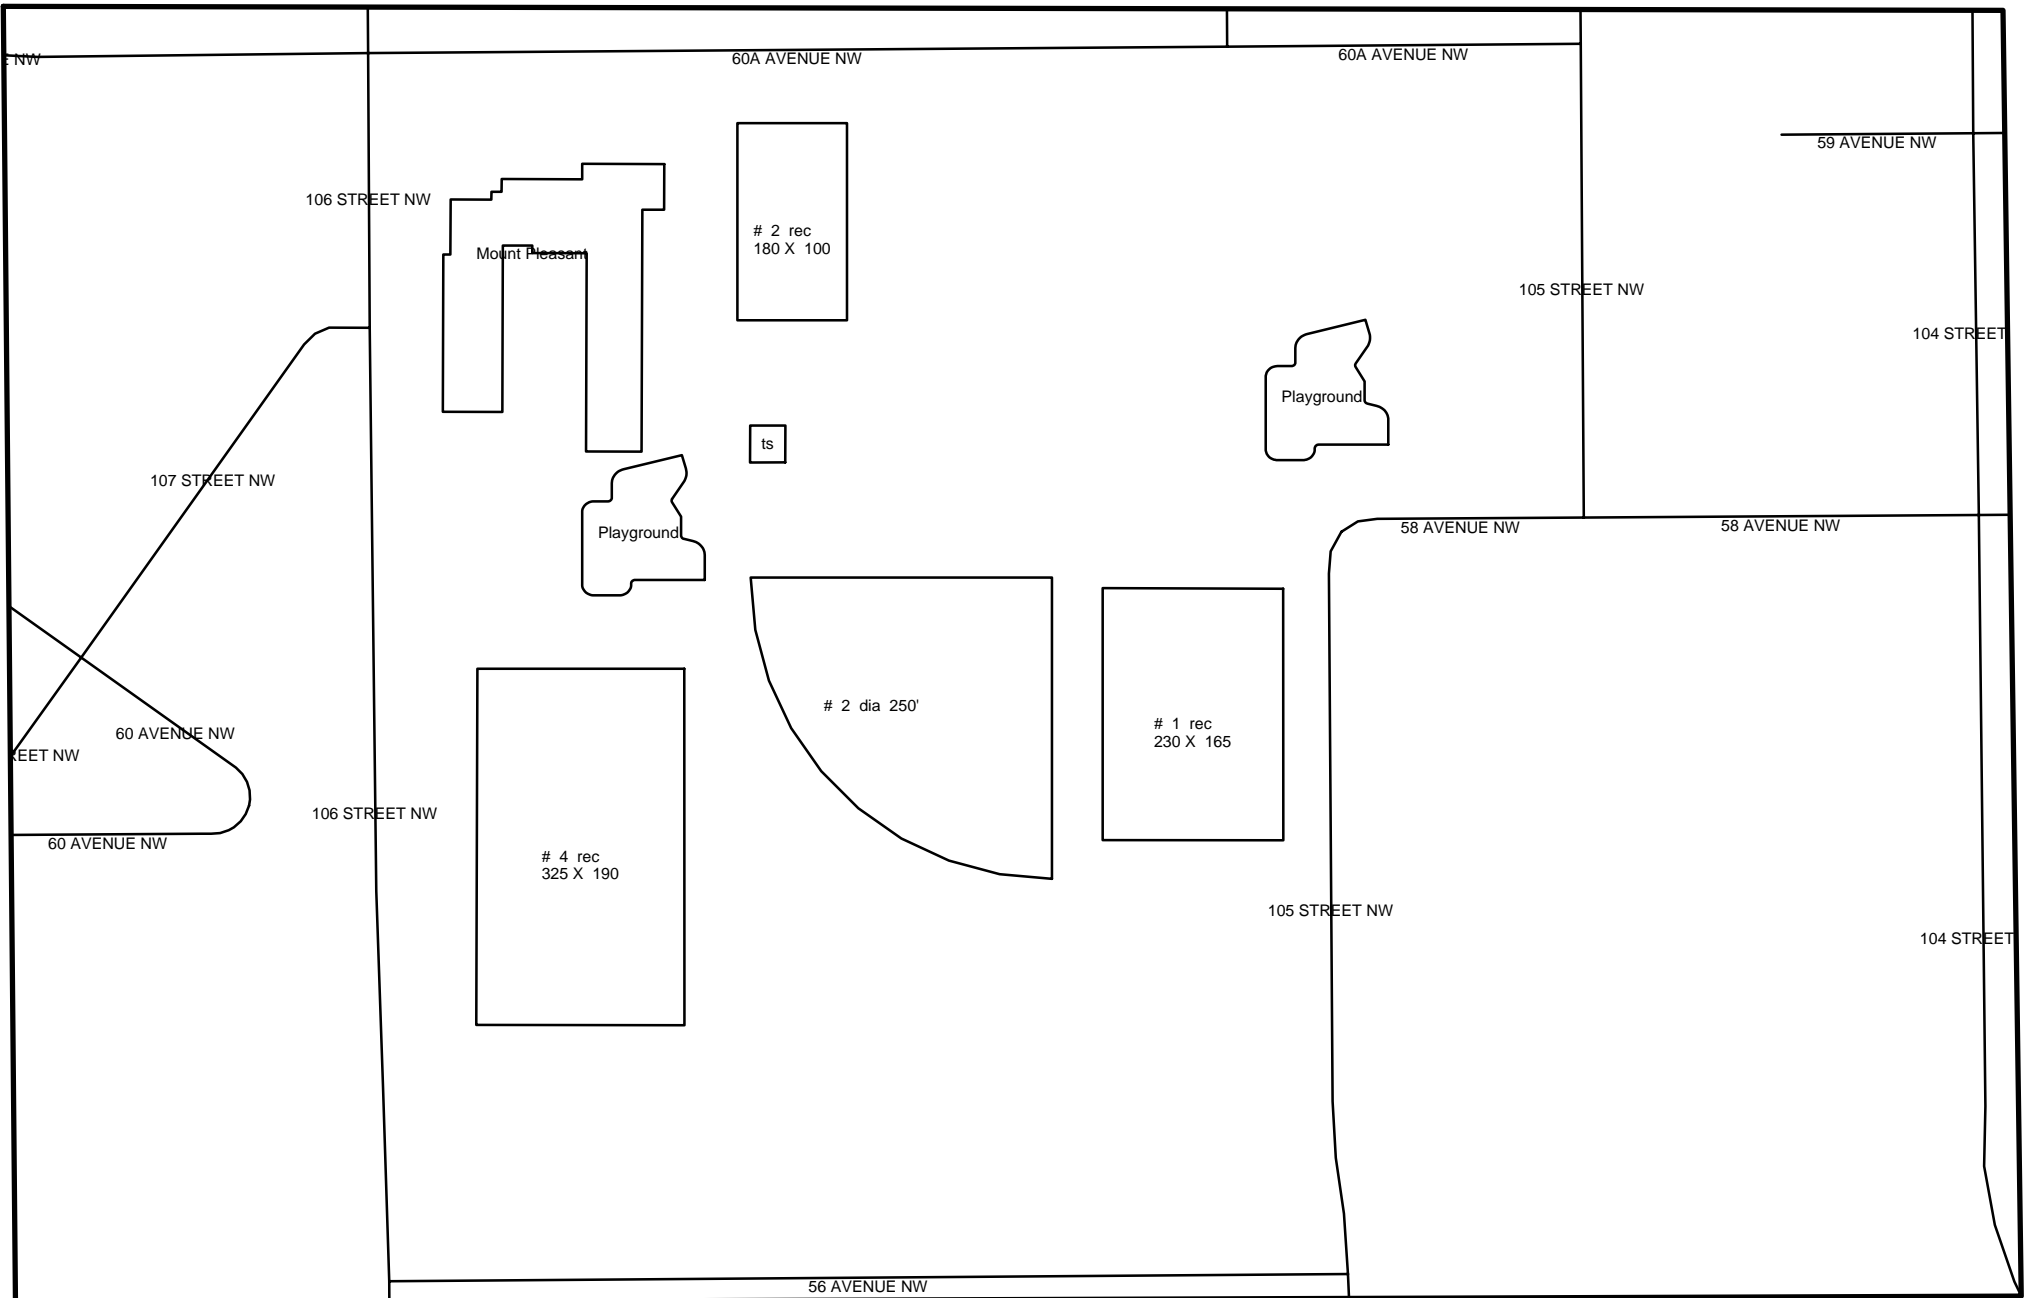 60A AVENUE NW
60A AVENUE NW
NW
59 AVENUE NW
106 STREET NW
# 2 rec
180 X 100
Mount Pleasant
105 STREET NW
104 STREET
Playground
ts
107 STREET NW
58 AVENUE NW
58 AVENUE NW
Playground
# 2 dia 250'
# 1 rec
230 X 165
60 AVENUE NW
REET NW
106 STREET NW
60 AVENUE NW
# 4 rec
325 X 190
105 STREET NW
104 STREET
56 AVENUE NW